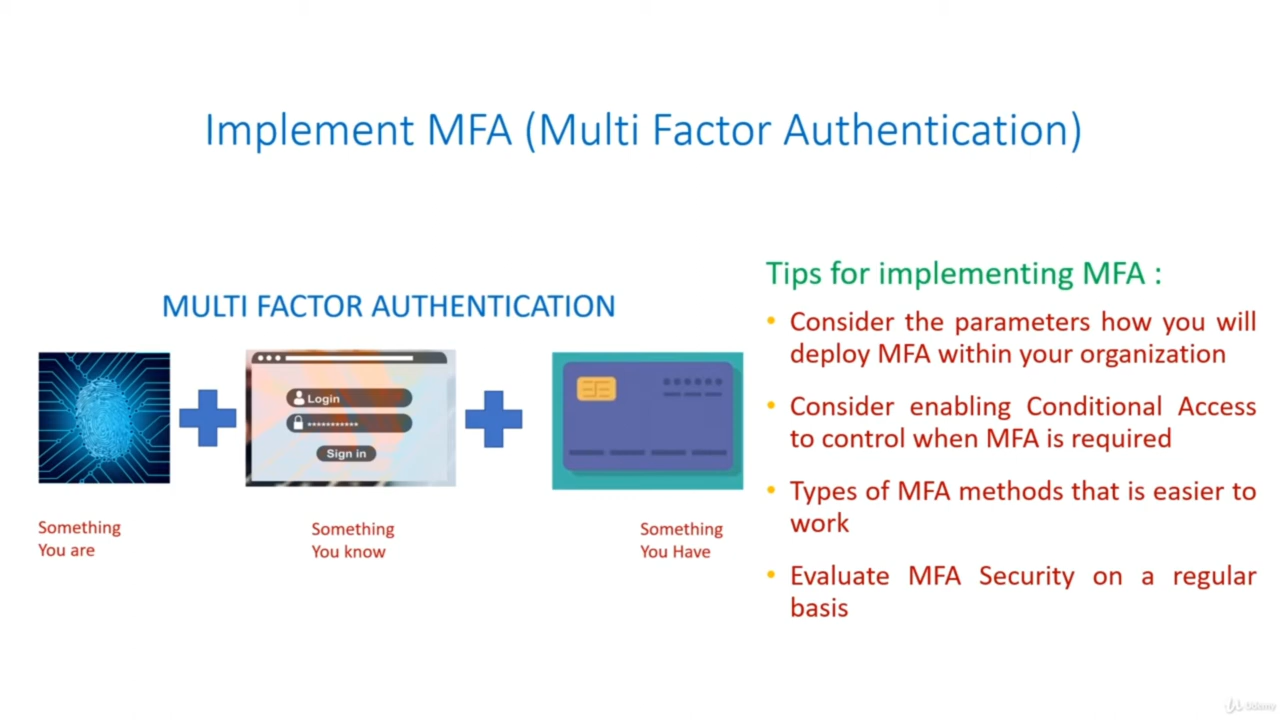 Implement MFA (Multi Factor Authentication)
MULTI FACTOR AUTHENTICATION
Login
***********
Sign in
Something
You are
Something
You know
Something
You Have
Tips for implementing MFA :
• Consider the parameters how you will
deploy MFA within your organization
• Consider enabling Conditional Access
to control when MFA is required
• Types of MFA methods that is easier to
work
• Evaluate MFA Security on a regular
basis
Udemy